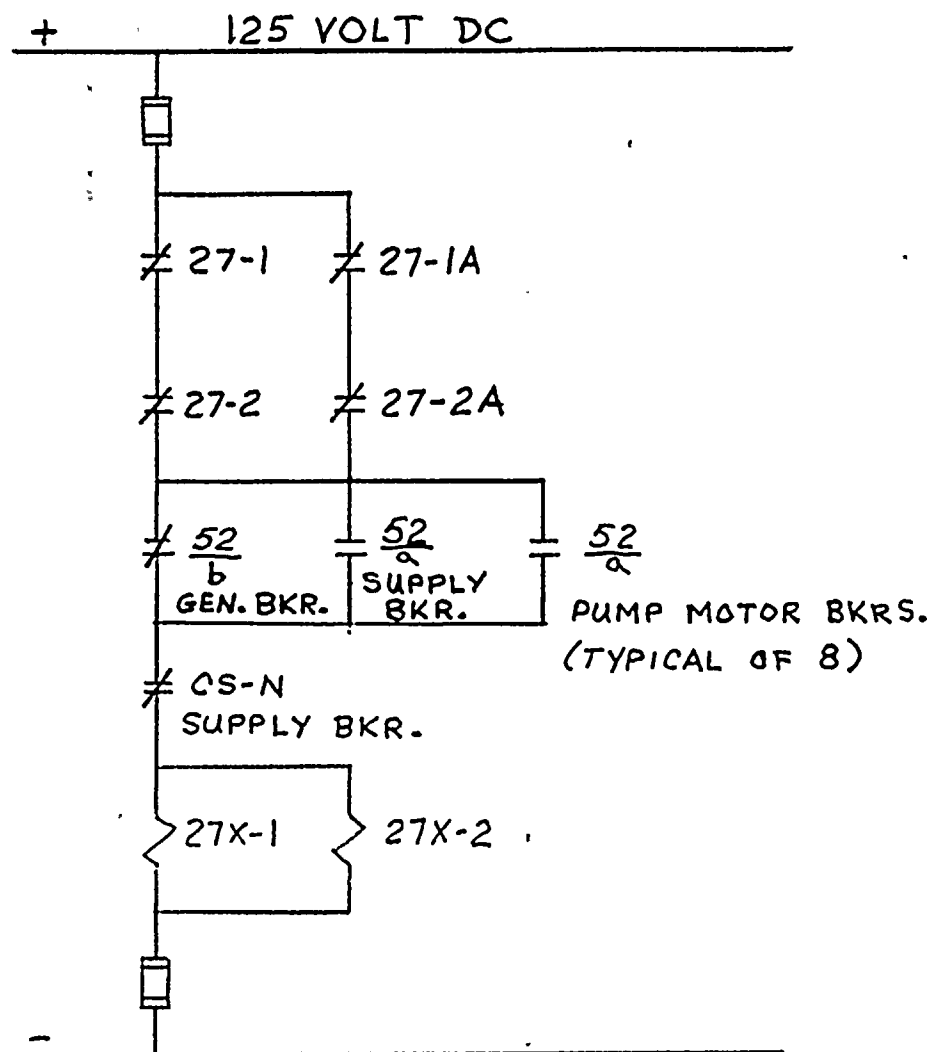 + 125 VOLT DC
27-1
27-1A
27-2
27-2A
52
b
GEN. BKR.
52
a
SUPPLY
BKR.
52
a
PUMP MOTOR BKRS.
(TYPICAL OF 8)
CS-N
SUPPLY BKR.
27X-1
27X-2
-